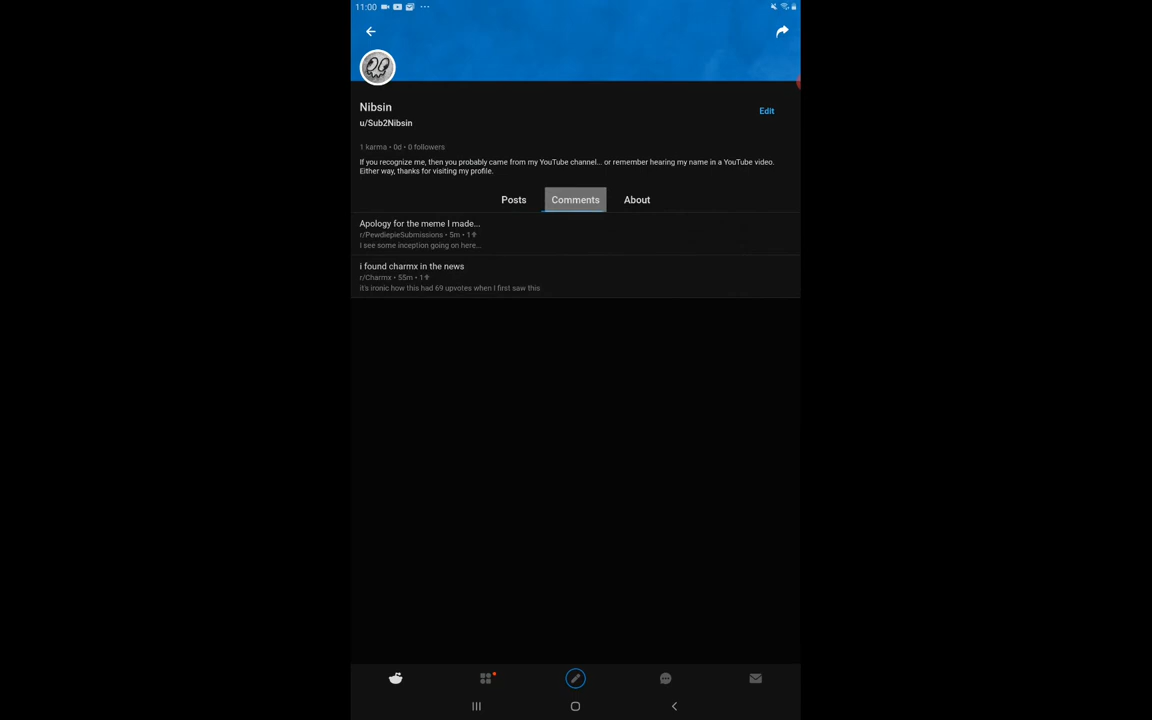 11:00
Nibsin
Edit
u/Sub2Nibsin
1 karma • 0d • 0 followers
If you recognize me, then you probably came from my YouTube channel... or remember hearing my name in a YouTube video.
Either way, thanks for visiting my profile.
Posts Comments About
Apology for the meme I made...
r/PewdiepieSubmissions • 5m • 1
I see some inception going on here...
i found charmx in the news
r/Charmx • 55m • 1
it's ironic how this had 69 upvotes when I first saw this